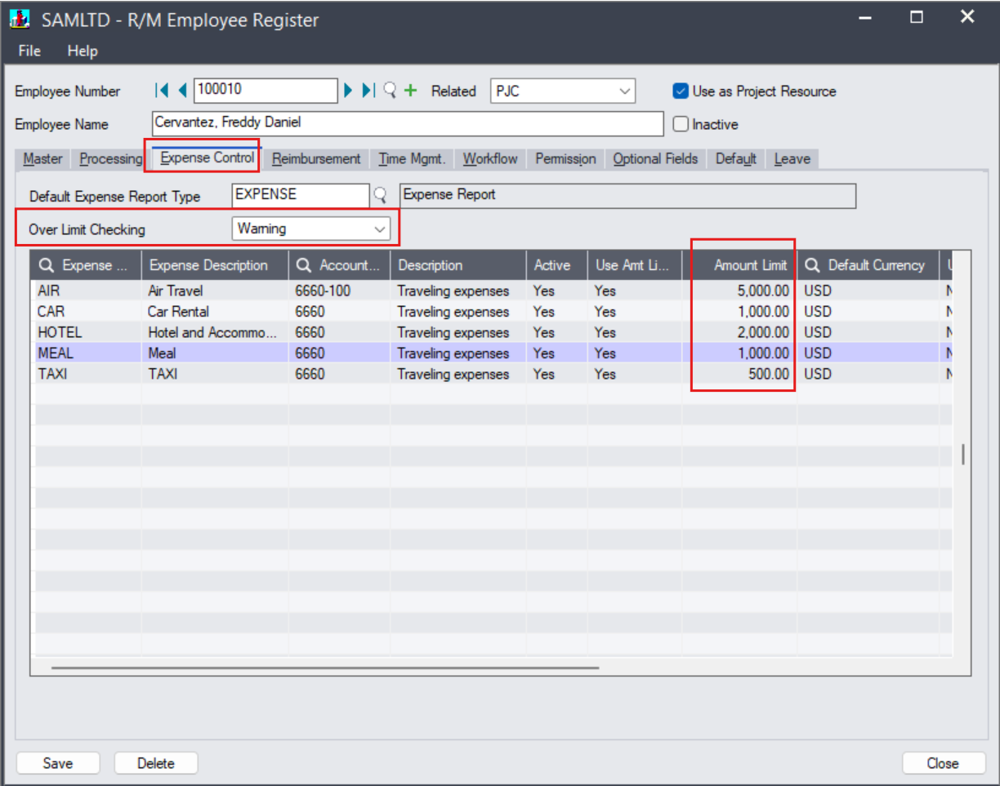 SAMLTD - R/M Employee Register
File Help
Employee Number 100010 Related PJC Use as Project Resource
Employee Name Cervantez, Freddy Daniel Inactive
Master Processing Expense Control Reimbursement Time Mgmt. Workflow Permission Optional Fields Default Leave
Default Expense Report Type EXPENSE Expense Report
Over Limit Checking Warning
Expense ... Expense Description Account... Description Active Use Amt Li... Amount Limit Default Currency
AIR Air Travel 6660-100 Traveling expenses Yes Yes 5,000.00 USD
CAR Car Rental 6660 Traveling expenses Yes Yes 1,000.00 USD
HOTEL Hotel and Accommo... 6660 Traveling expenses Yes Yes 2,000.00 USD
MEAL Meal 6660 Traveling expenses Yes Yes 1,000.00 USD
TAXI TAXI 6660 Traveling expenses Yes Yes 500.00 USD
Save Delete Close